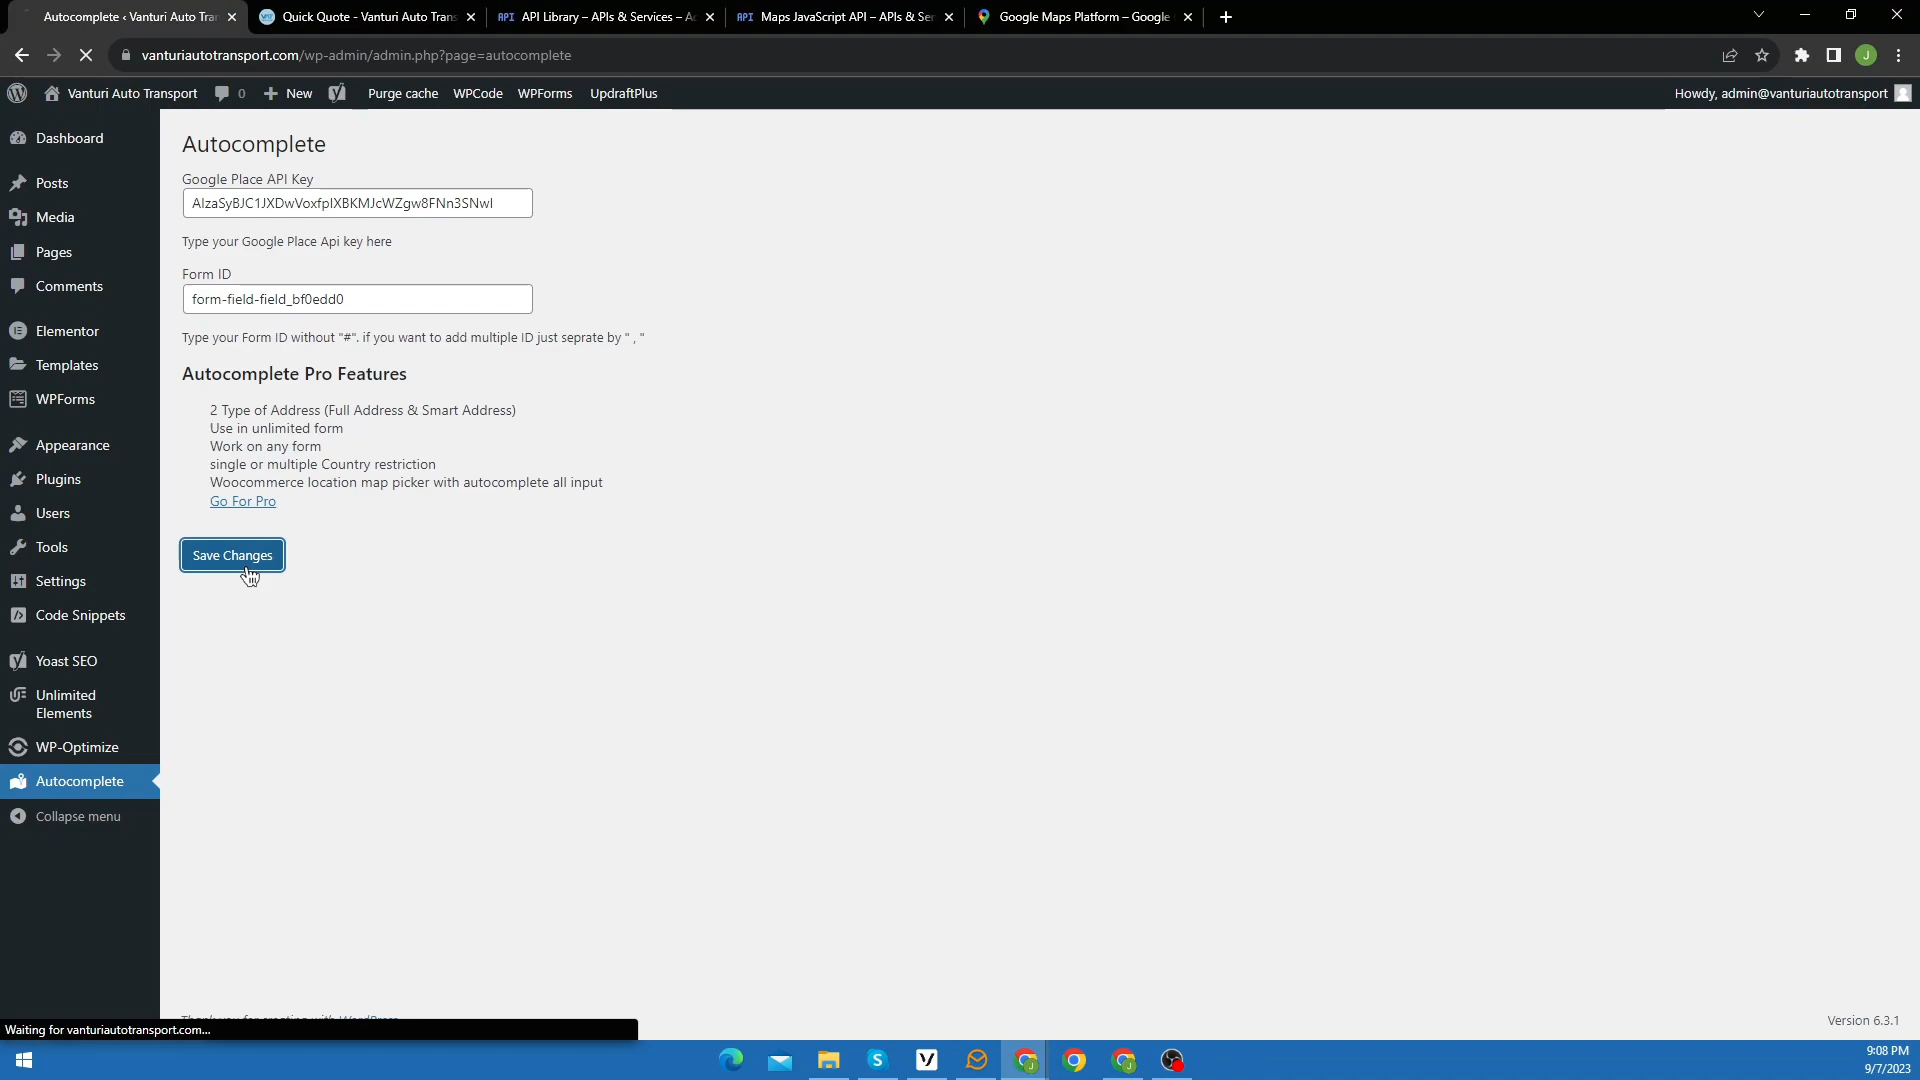 Autocomplete ‹ Vanturi Auto Tra
Quick Quote - Vanturi Auto Trans
API API Library – APIs & Services – A
API Maps JavaScript API – APIs & Ser
Google Maps Platform – Google
vanturiautotransport.com/wp-admin/admin.php?page=autocomplete
J
Vanturi Auto Transport
0
New
Purge cache
WPCode
WPForms
UpdraftPlus
Howdy, admin@vanturiautotransport
Dashboard
Posts
Media
Pages
Comments
Elementor
Templates
WPForms
Appearance
Plugins
Users
Tools
Settings
Code Snippets
Yoast SEO
Unlimited
Elements
WP-Optimize
Autocomplete
Collapse menu
Autocomplete
Google Place API Key
Type your Google Place Api key here
Form ID
form-field-field_bf0edd0
Type your Form ID without "#". if you want to add multiple ID just seprate by " , "
Autocomplete Pro Features
2 Type of Address (Full Address & Smart Address)
Use in unlimited form
Work on any form
single or multiple Country restriction
Woocommerce location map picker with autocomplete all input
Go For Pro
Save Changes
Version 6.3.1
Waiting for vanturiautotransport.com...
9:08 PM
9/7/2023